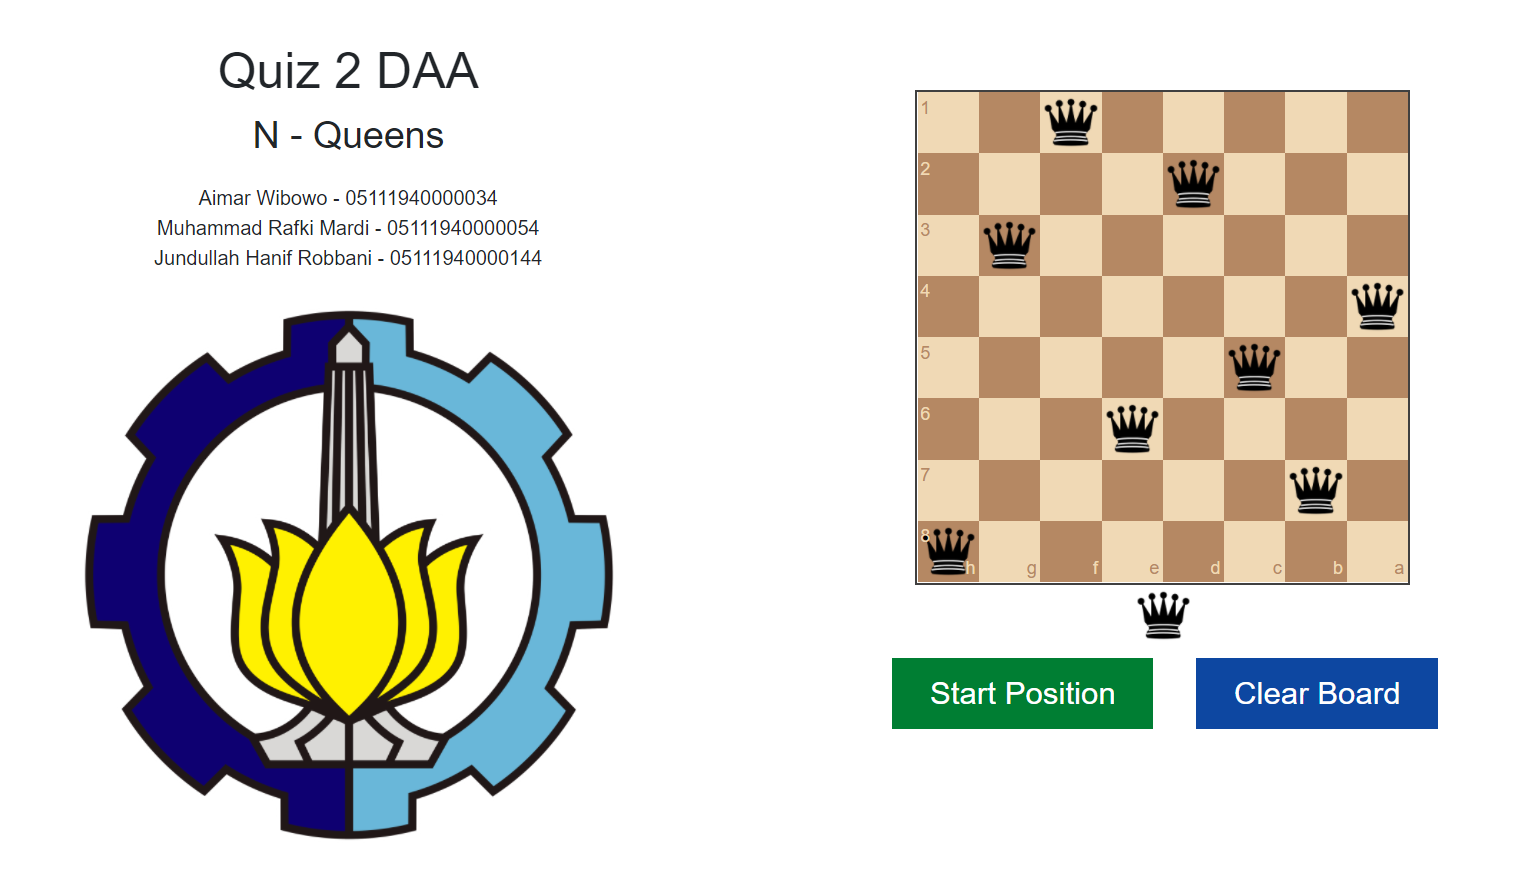 Quiz 2 DAA
N - Queens
Aimar Wibowo - 05111940000034
Muhammad Rafki Mardi - 05111940000054
Jundullah Hanif Robbani - 05111940000144
1
2
3
4
5
6
7
8
h g f e d c b a
Start Position
Clear Board